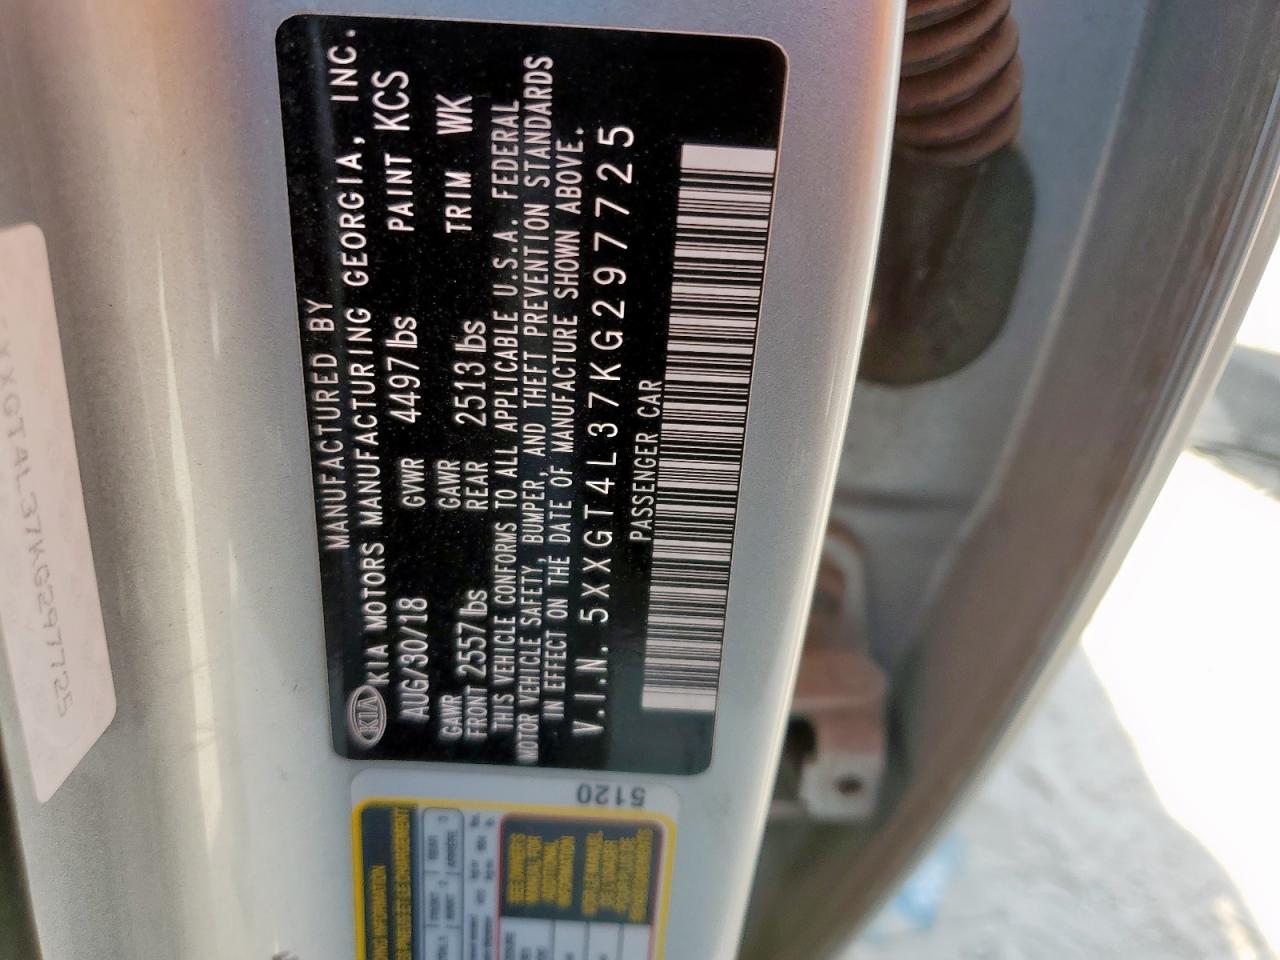 MANUFACTURED BY
KIA KIA MOTORS MANUFACTURING GEORGIA, INC.
AUG/30/18 GVWR 4497lbs PAINT KCS
GAWR FRONT 2557lbs GAWR REAR 2513lbs TRIM WK
THIS VEHICLE CONFORMS TO ALL APPLICABLE U.S.A. FEDERAL
MOTOR VEHICLE SAFETY, BUMPER, AND THEFT PREVENTION STANDARDS
IN EFFECT ON THE DATE OF MANUFACTURE SHOWN ABOVE.
V.I.N. 5XXGT4L37KG297725
PASSENGER CAR
XXGT4L37KG297725
5120